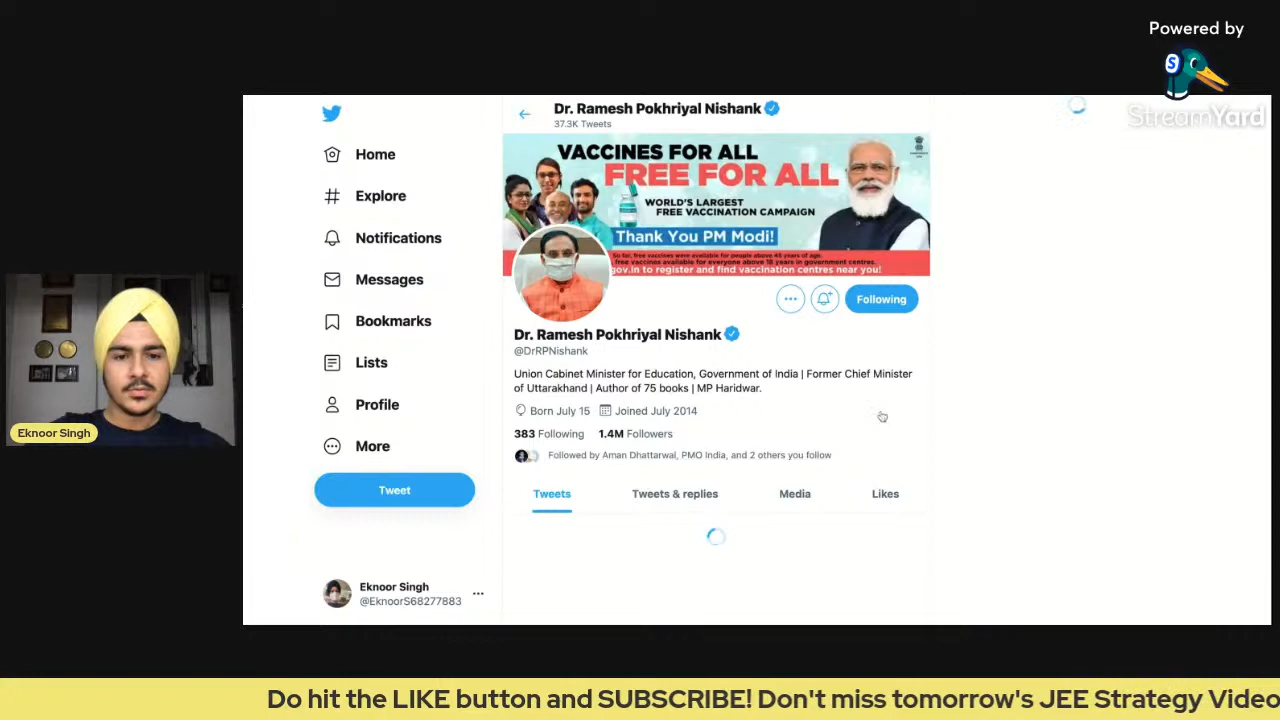 Powered by
StreamYard
Dr. Ramesh Pokhriyal Nishank
37.3K Tweets
Home
Explore
Notifications
Messages
Bookmarks
Lists
Profile
More
Tweet
VACCINES FOR ALL
FREE FOR ALL
WORLD'S LARGEST
FREE VACCINATION CAMPAIGN
Thank You PM Modi!
So far, free vaccines were available for people above 45 years of age.
free vaccines available for everyone above 18 years in government centres.
gov.in to register and find vaccination centres near you!
Following
Dr. Ramesh Pokhriyal Nishank
@DrRPNishank
Union Cabinet Minister for Education, Government of India | Former Chief Minister
of Uttarakhand | Author of 75 books | MP Haridwar.
Born July 15 Joined July 2014
383 Following 1.4M Followers
Followed by Aman Dhattarwal, PMO India, and 2 others you follow
Tweets Tweets & replies Media Likes
Eknoor Singh
@EknoorS68277883
Eknoor Singh
Do hit the LIKE button and SUBSCRIBE! Don't miss tomorrow's JEE Strategy Video